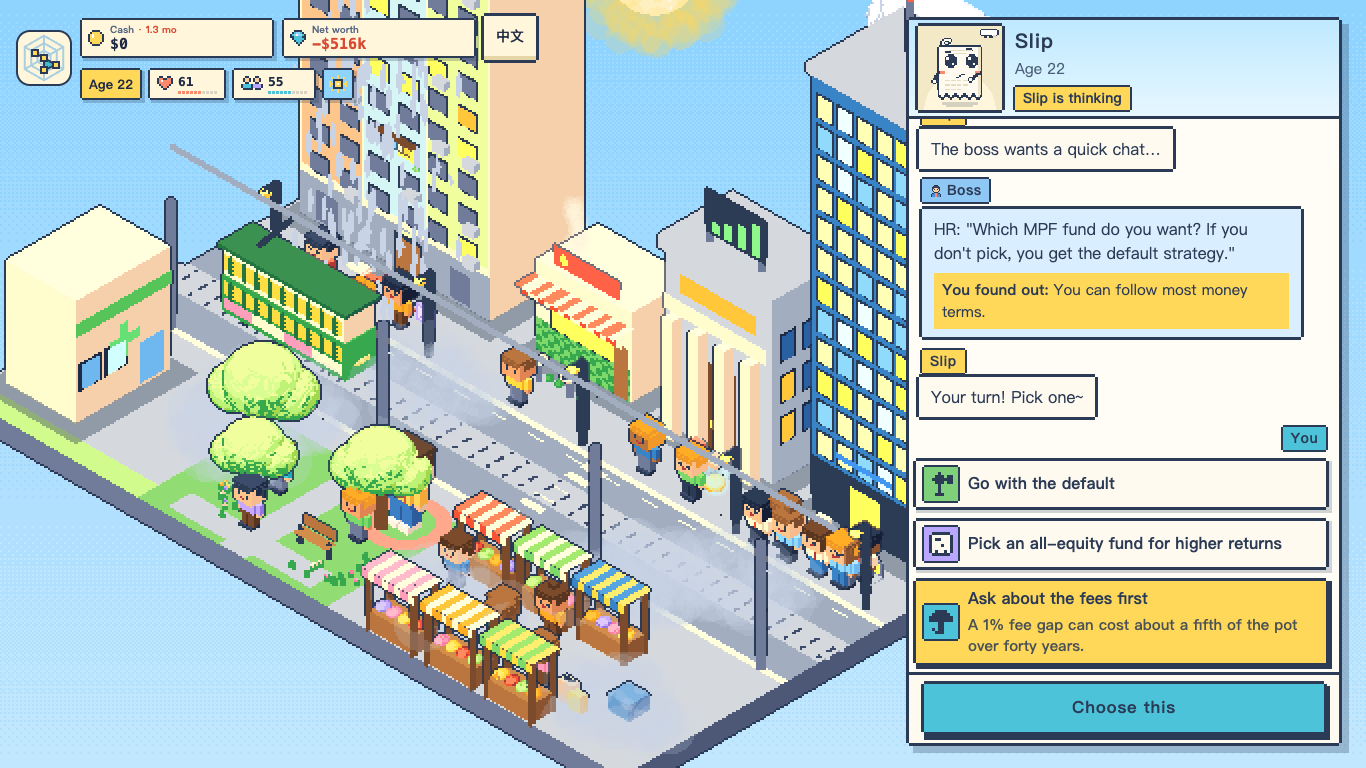 Cash · 1.3 mo
$0
Net worth
−$516k
中文
Age 22
61
55
Slip
Age 22
Slip is thinking
The boss wants a quick chat…
Boss
HR: "Which MPF fund do you want? If you
don't pick, you get the default strategy."
You found out: You can follow most money
terms.
Slip
Your turn! Pick one~
You
Go with the default
Pick an all-equity fund for higher returns
Ask about the fees first
A 1% fee gap can cost about a fifth of the pot
over forty years.
Choose this